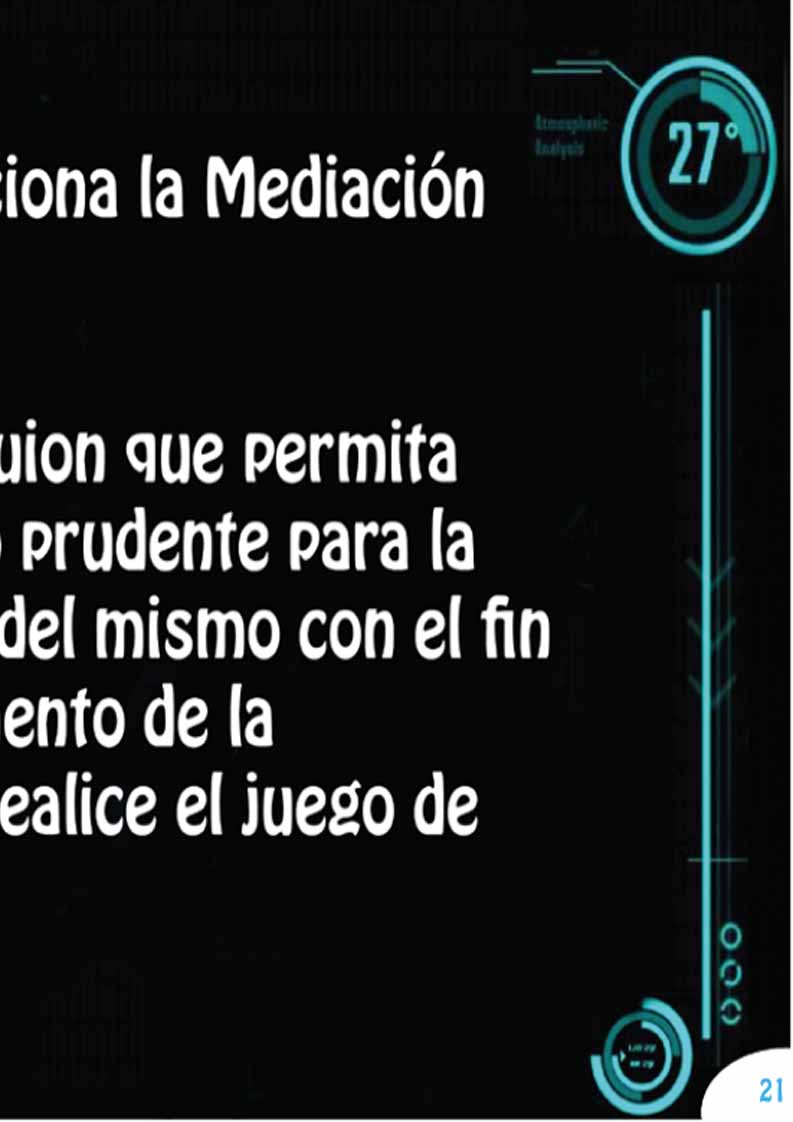 27°
Atmospheric
Analysis
ciona la Mediación
uion que permita
o prudente para la
del mismo con el fin
ento de la
ealice el juego de
21